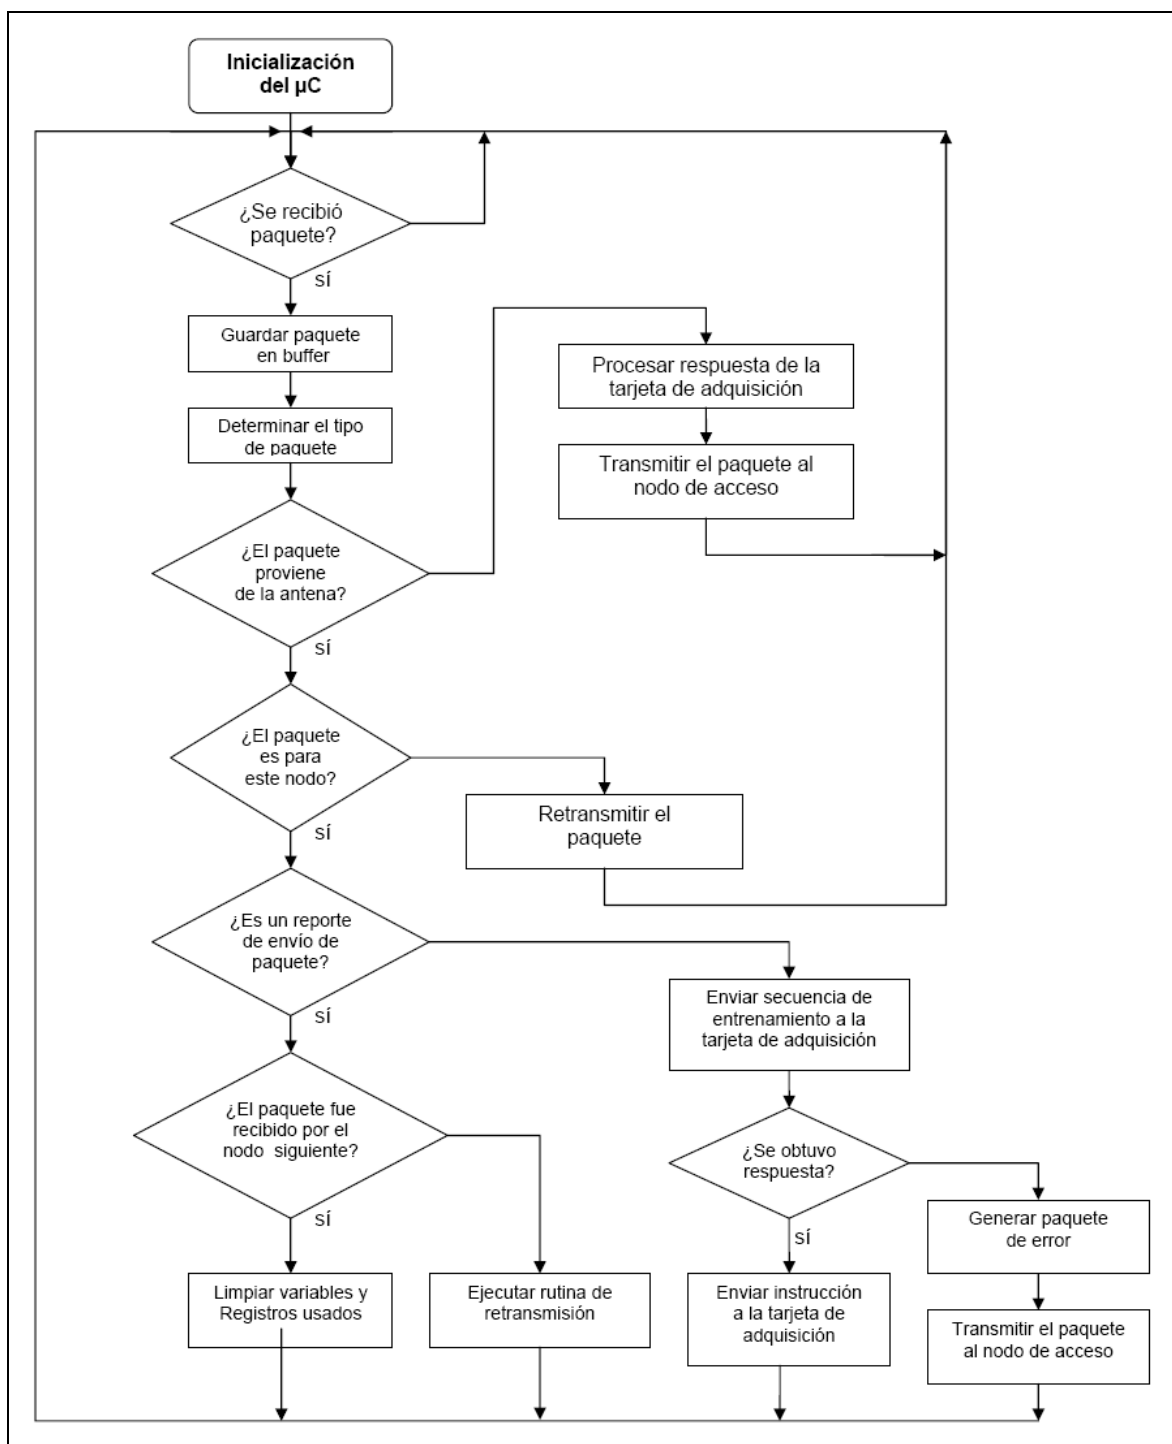 Inicialización
del µC
¿Se recibió
paquete?
sí
Guardar paquete
en buffer
Determinar el tipo
de paquete
¿El paquete
proviene
de la antena?
sí
Procesar respuesta de la
tarjeta de adquisición
Transmitir el paquete al
nodo de acceso
¿El paquete
es para
este nodo?
sí
Retransmitir el
paquete
¿Es un reporte
de envío de
paquete?
sí
Enviar secuencia de
entrenamiento a la
tarjeta de adquisición
¿El paquete fue
recibido por el
nodo siguiente?
sí
¿Se obtuvo
respuesta?
sí
Generar paquete
de error
Limpiar variables y
Registros usados
Ejecutar rutina de
retransmisión
Enviar instrucción
a la tarjeta de
adquisición
Transmitir el paquete
al nodo de acceso